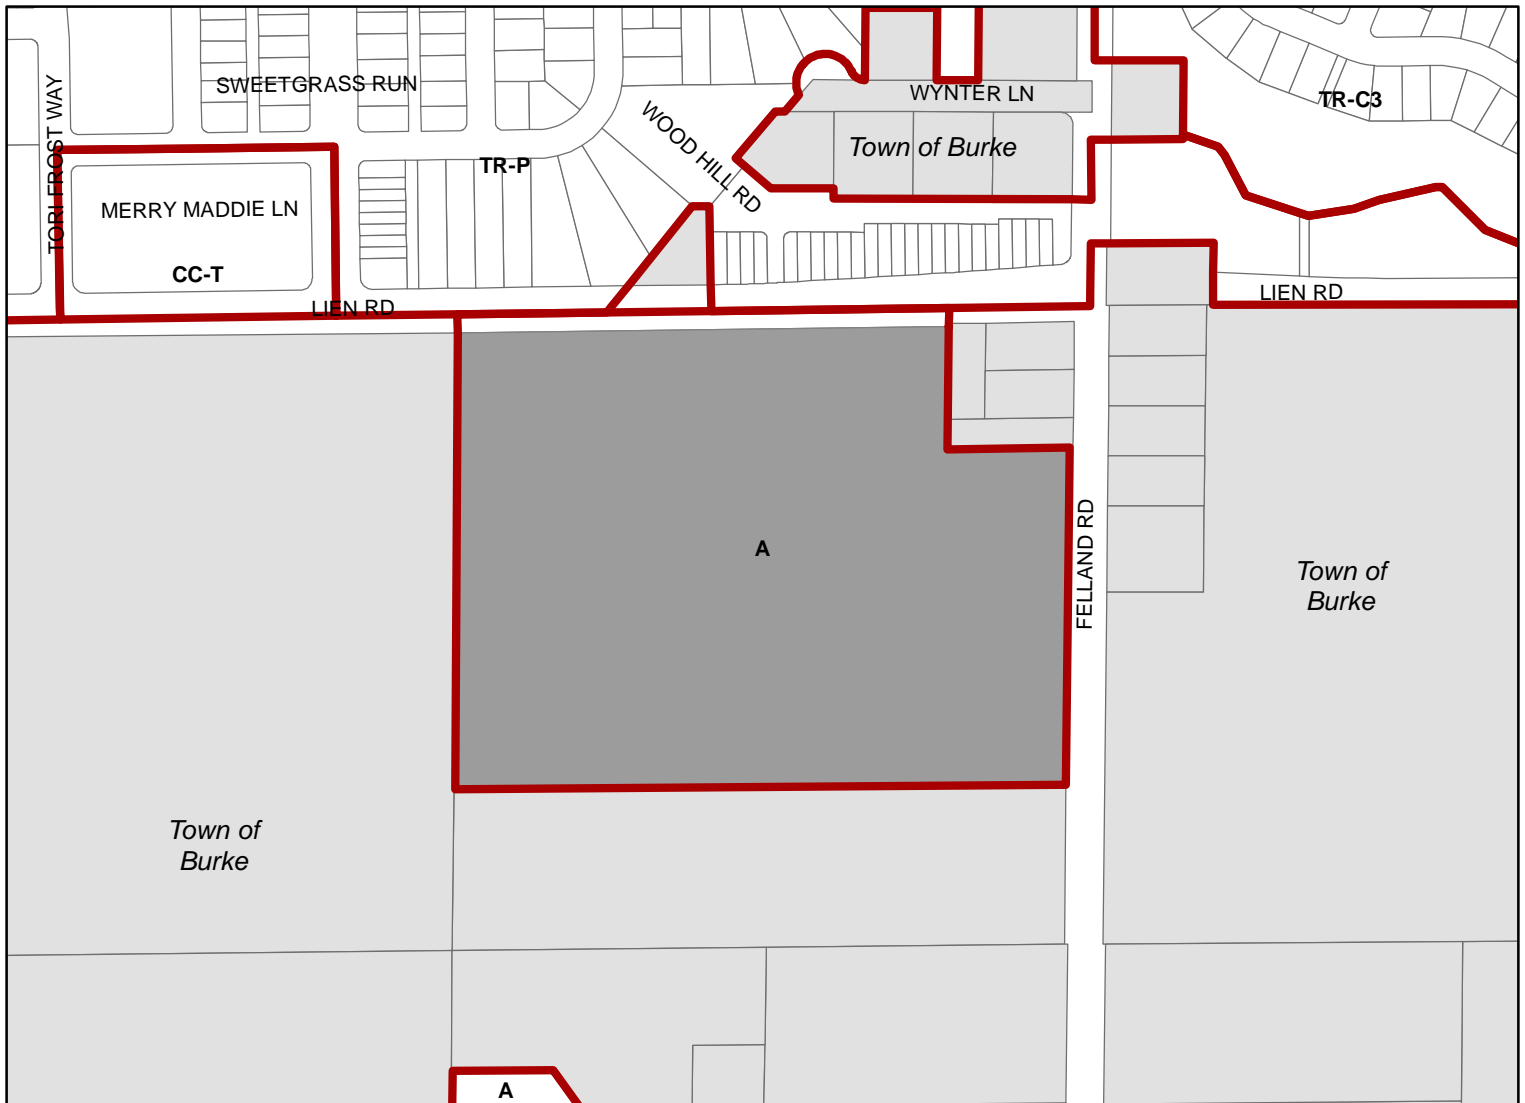 SWEETGRASS RUN
WYNTER LN
TR-C3
TORI FROST WAY
WOOD HILL RD
Town of Burke
TR-P
MERRY MADDIE LN
CC-T
LIEN RD
LIEN RD
A
FELLAND RD
Town of
Burke
Town of
Burke
A